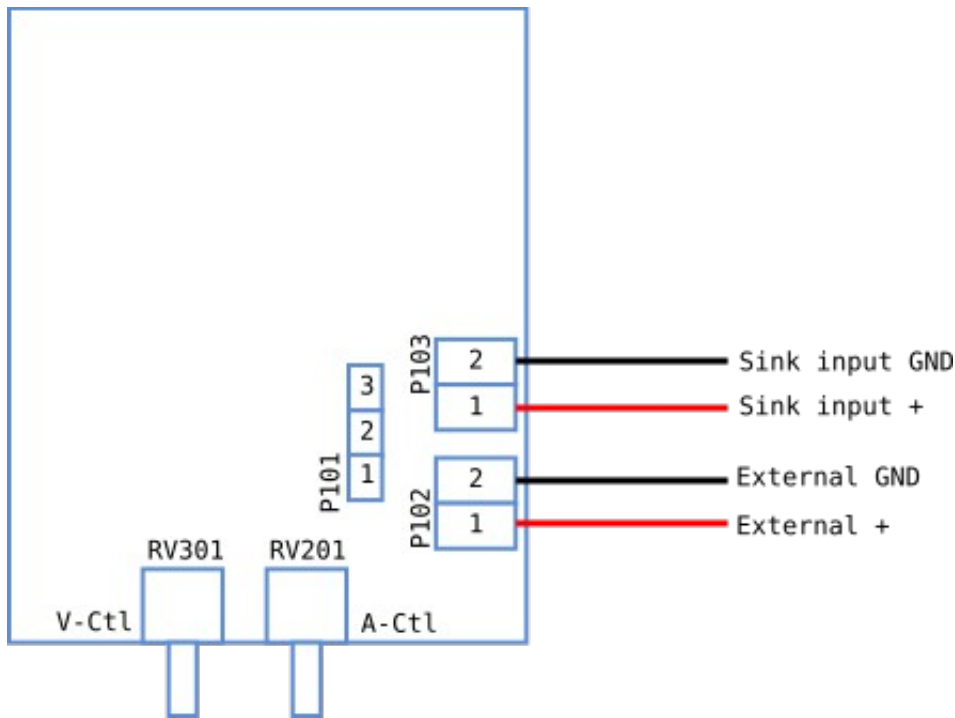 P103
2
Sink input GND
1
Sink input +
P101
3
2
1
P102
2
External GND
1
External +
RV301
RV201
V-Ctl
A-Ctl